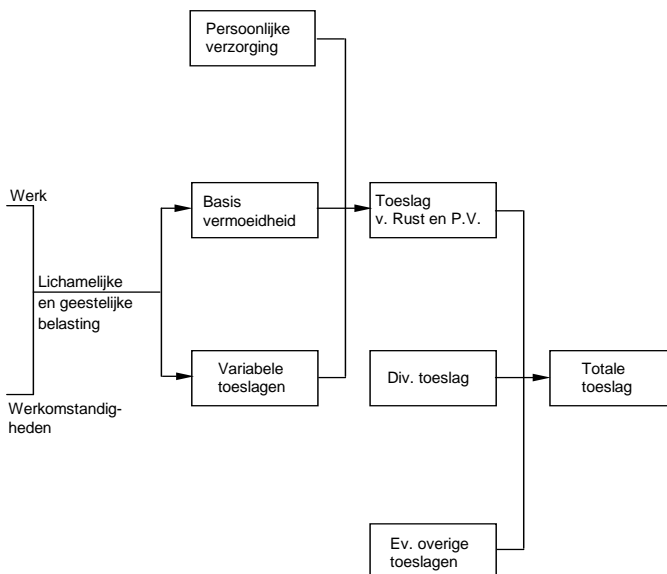 Persoonlijke
verzorging
Werk
Basis
vermoeidheid
Toeslag
v. Rust en P.V.
Lichamelijke
en geestelijke
belasting
Variabele
toeslagen
Div. toeslag
Totale
toeslag
Werkomstandig-
heden
Ev. overige
toeslagen